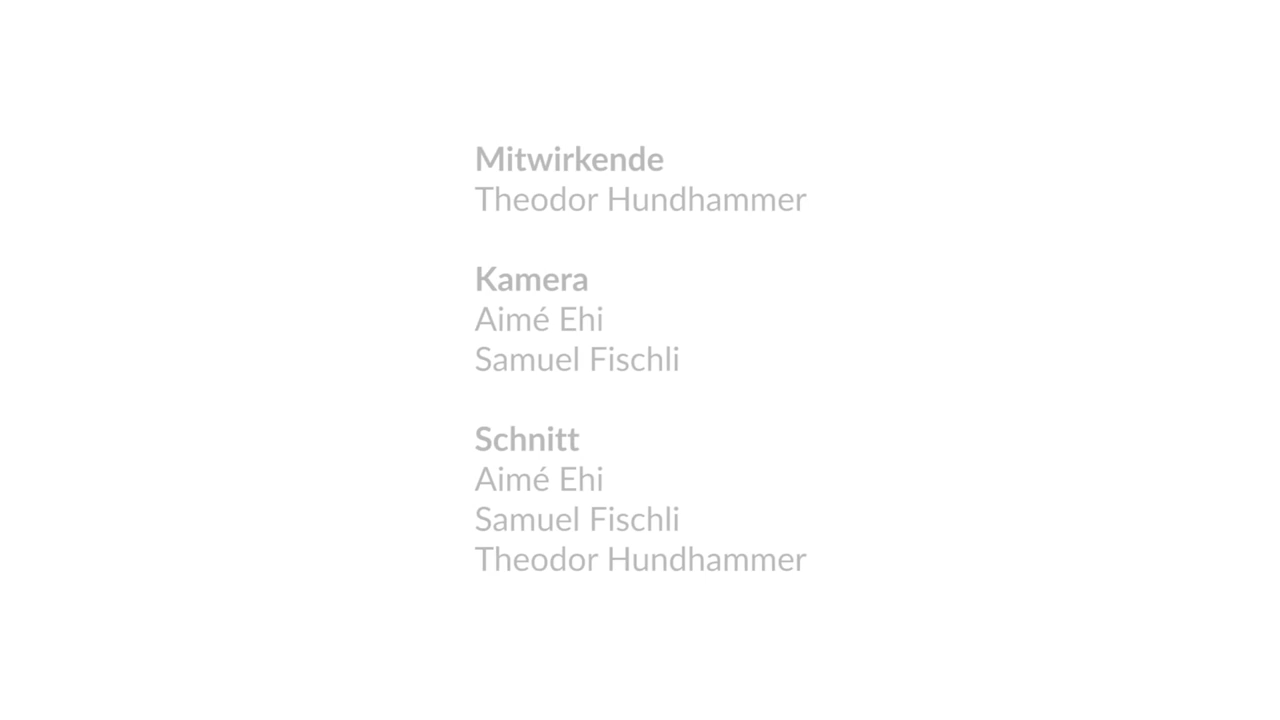 Mitwirkende
Theodor Hundhammer
Kamera
Aimé Ehi
Samuel Fischli
Schnitt
Aimé Ehi
Samuel Fischli
Theodor Hundhammer